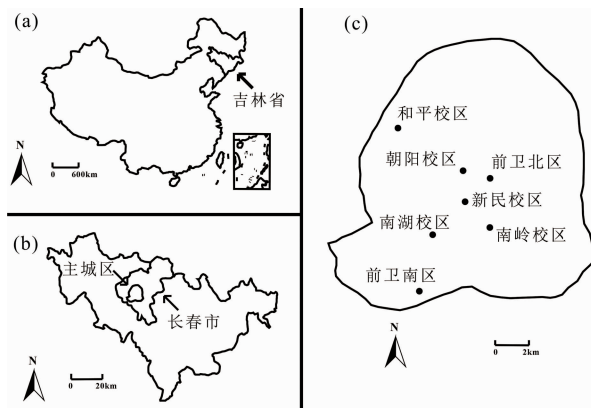 (a)
吉林省
N
0 600km
(b)
主城区
长春市
N
0 20km
(c)
和平校区
朝阳校区
前卫北区
新民校区
南湖校区
南岭校区
前卫南区
N
0 2km